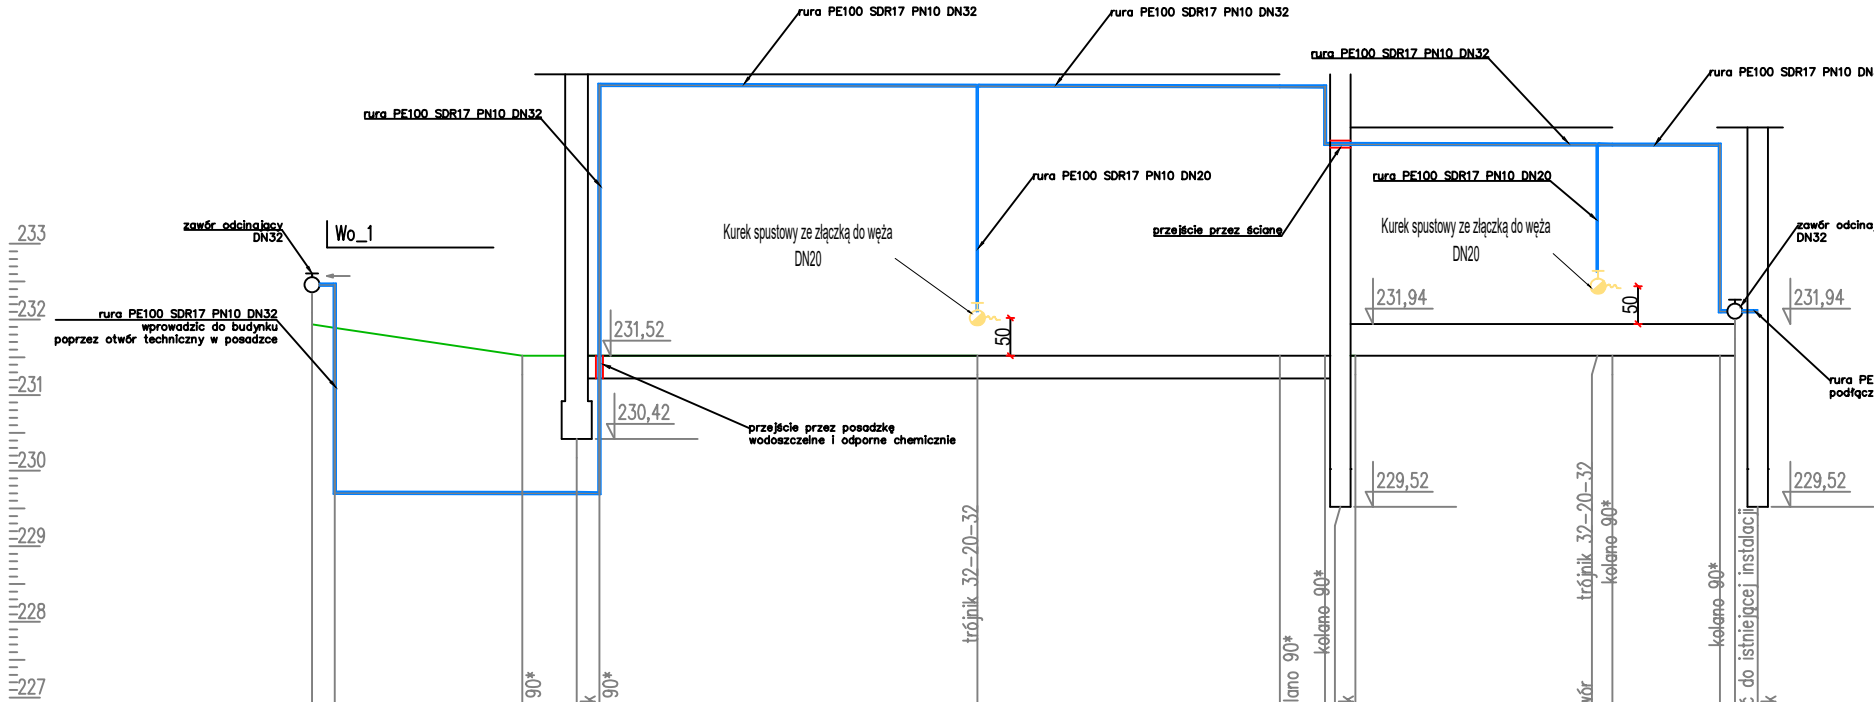 rura PE100 SDR17 PN10 DN32
rura PE100 SDR17 PN10 DN32
rura PE100 SDR17 PN10 DN32
rura PE100 SDR17 PN10 DN
rura PE100 SDR17 PN10 DN32
rura PE100 SDR17 PN10 DN20
rura PE100 SDR17 PN10 DN20
zawór odcinający
DN32
Wo_1
Kurek spustowy ze złączką do węża
DN20
przejście przez ścianę
Kurek spustowy ze złączką do węża
DN20
zawór odcina
DN32
233
232
231
230
229
228
227
rura PE100 SDR17 PN10 DN32
wprowadzic do budynku
poprzez otwór techniczny w posadzce
231,52
50
231,94
50
231,94
230,42
przejście przez posadzkę
wodoszczelne i odporne chemicznie
rura PE
podłącz
229,52
229,52
90*
k
90*
trójnik 32-20-32
lano 90*
kolano 90*
k
trójnik 32-20-32
wór
kolano 90*
kolano 90*
do istniejącej instalacji
k